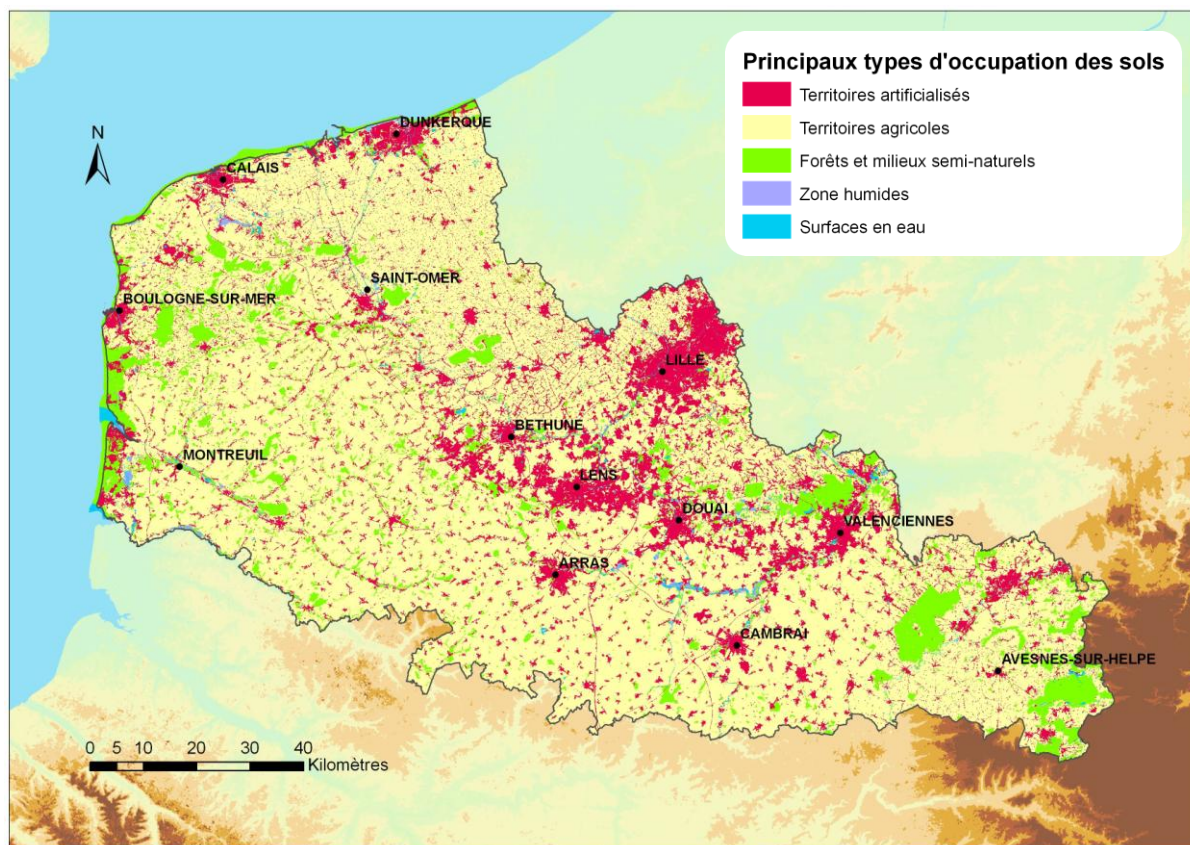 Principaux types d'occupation des sols
Territoires artificialisés
Territoires agricoles
Forêts et milieux semi-naturels
Zone humides
Surfaces en eau
N
DUNKERQUE
CALAIS
SAINT-OMER
BOULOGNE-SUR-MER
LILLE
BETHUNE
MONTREUIL
LENS
DOUAI
VALENCIENNES
ARRAS
CAMBRAI
AVESNES-SUR-HELPE
0 5 10 20 30 40
Kilomètres